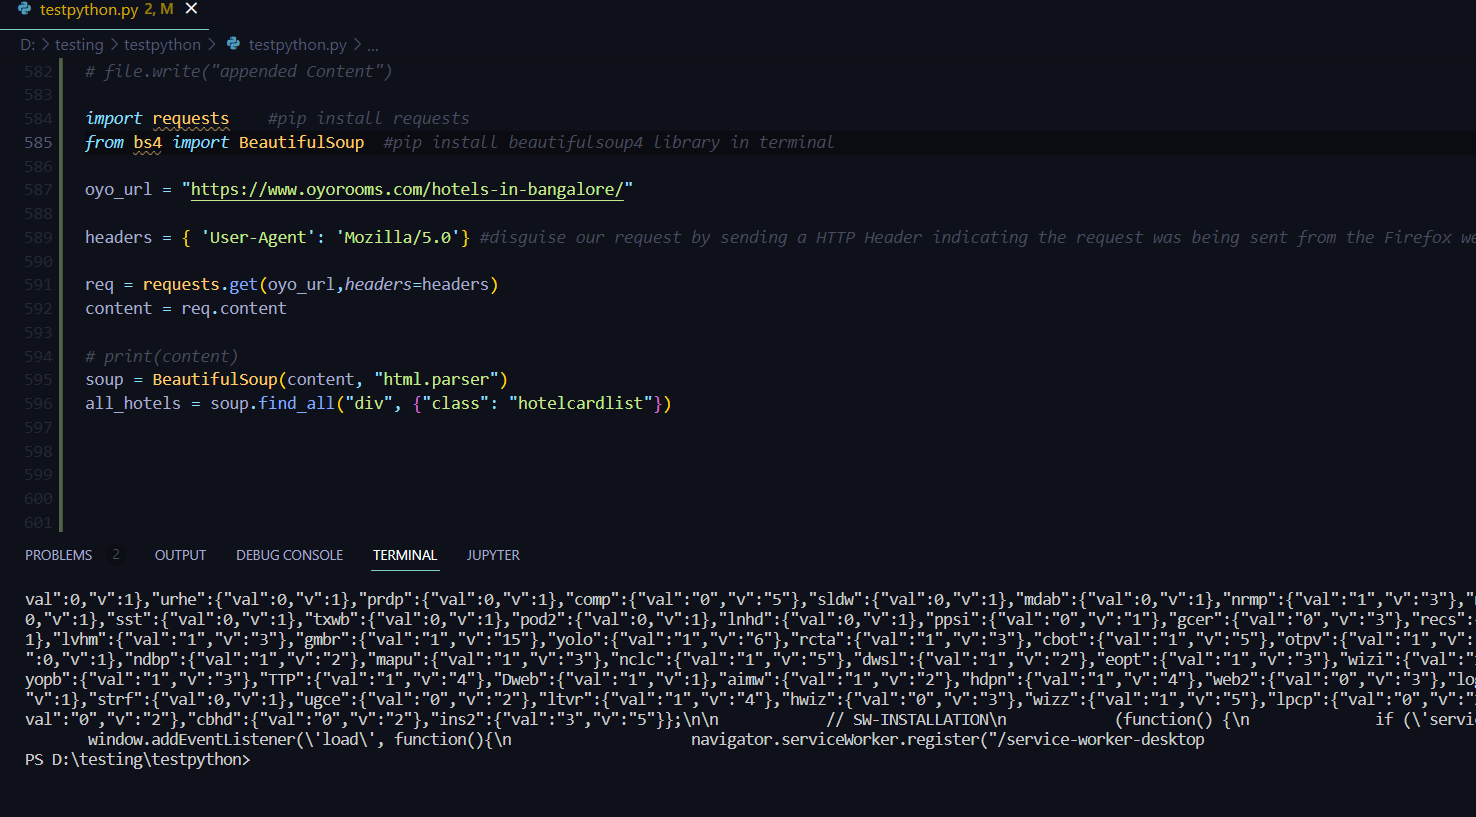 testpython.py 2, M ×
D: > testing > testpython > testpython.py > ...
582 # file.write("appended Content")
583
584 import requests    #pip install requests
585 from bs4 import BeautifulSoup  #pip install beautifulsoup4 library in terminal
586
587 oyo_url = "https://www.oyorooms.com/hotels-in-bangalore/"
588
589 headers = { 'User-Agent': 'Mozilla/5.0'} #disguise our request by sending a HTTP Header indicating the request was being sent from the Firefox we
590
591 req = requests.get(oyo_url,headers=headers)
592 content = req.content
593
594 # print(content)
595 soup = BeautifulSoup(content, "html.parser")
596 all_hotels = soup.find_all("div", {"class": "hotelcardlist"})
597
598
599
600
601
PROBLEMS 2 OUTPUT DEBUG CONSOLE TERMINAL JUPYTER
val":0,"v":1},"urhe":{"val":0,"v":1},"prdp":{"val":0,"v":1},"comp":{"val":"0","v":"5"},"sldw":{"val":0,"v":1},"mdab":{"val":0,"v":1},"nrmp":{"val":"1","v":"3"},"
0,"v":1},"sst":{"val":0,"v":1},"txwb":{"val":0,"v":1},"pod2":{"val":0,"v":1},"lnhd":{"val":0,"v":1},"ppsi":{"val":"0","v":"1"},"gcer":{"val":"0","v":"3"},"recs":
1},"lvhm":{"val":"1","v":"3"},"gmbr":{"val":"1","v":"15"},"yolo":{"val":"1","v":"6"},"rcta":{"val":"1","v":"3"},"cbot":{"val":"1","v":"5"},"otpv":{"val":"1","v":
":0,"v":1},"ndbp":{"val":"1","v":"2"},"mapu":{"val":"1","v":"3"},"nclc":{"val":"1","v":"5"},"dwsl":{"val":"1","v":"2"},"eopt":{"val":"1","v":"3"},"wizi":{"val":"
yopb":{"val":"1","v":"3"},"TTP":{"val":"1","v":"4"},"Dweb":{"val":"1","v":1},"aimw":{"val":"1","v":"2"},"hdpn":{"val":"1","v":"4"},"web2":{"val":"0","v":"3"},"lo
"v":1},"strf":{"val":0,"v":1},"ugce":{"val":"0","v":"2"},"ltvr":{"val":"1","v":"4"},"hwiz":{"val":"0","v":"3"},"wizz":{"val":"1","v":"5"},"lpcp":{"val":"0","v":"
val":"0","v":"2"},"cbhd":{"val":"0","v":"2"},"ins2":{"val":"3","v":"5"}};\n\n           // SW-INSTALLATION\n           (function() {\n             if (\'servi
window.addEventListener(\'load\', function(){\n                  navigator.serviceWorker.register("/service-worker-desktop
PS D:\testing\testpython>